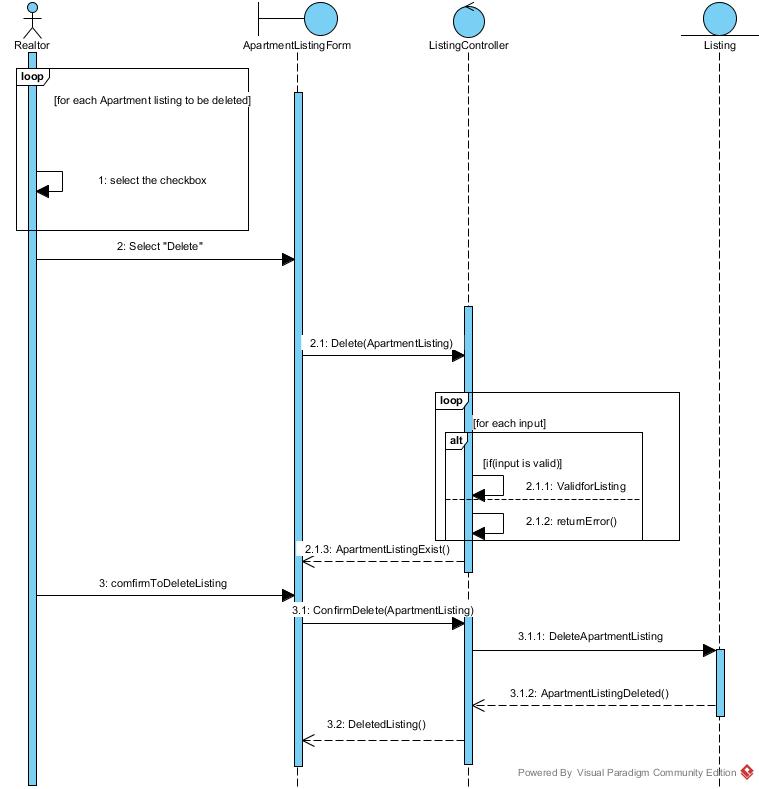 Realtor
ApartmentListingForm
ListingController
Listing
loop
[for each Apartment listing to be deleted]
1: select the checkbox
2: Select "Delete"
2.1: Delete(ApartmentListing)
loop
[for each input]
alt
[if(input is valid)]
2.1.1: ValidforListing
2.1.2: returnError()
2.1.3: ApartmentListingExist()
3: comfirmToDeleteListing
3.1: ConfirmDelete(ApartmentListing)
3.1.1: DeleteApartmentListing
3.1.2: ApartmentListingDeleted()
3.2: DeletedListing()
Powered By Visual Paradigm Community Edition